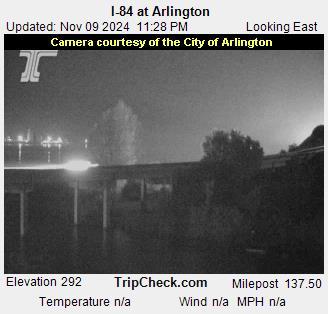 I-84 at Arlington
Updated: Nov 09 2024 11:28 PM Looking East
Camera courtesy of the City of Arlington
Elevation 292 TripCheck.com Milepost 137.50
Temperature n/a Wind n/a MPH n/a